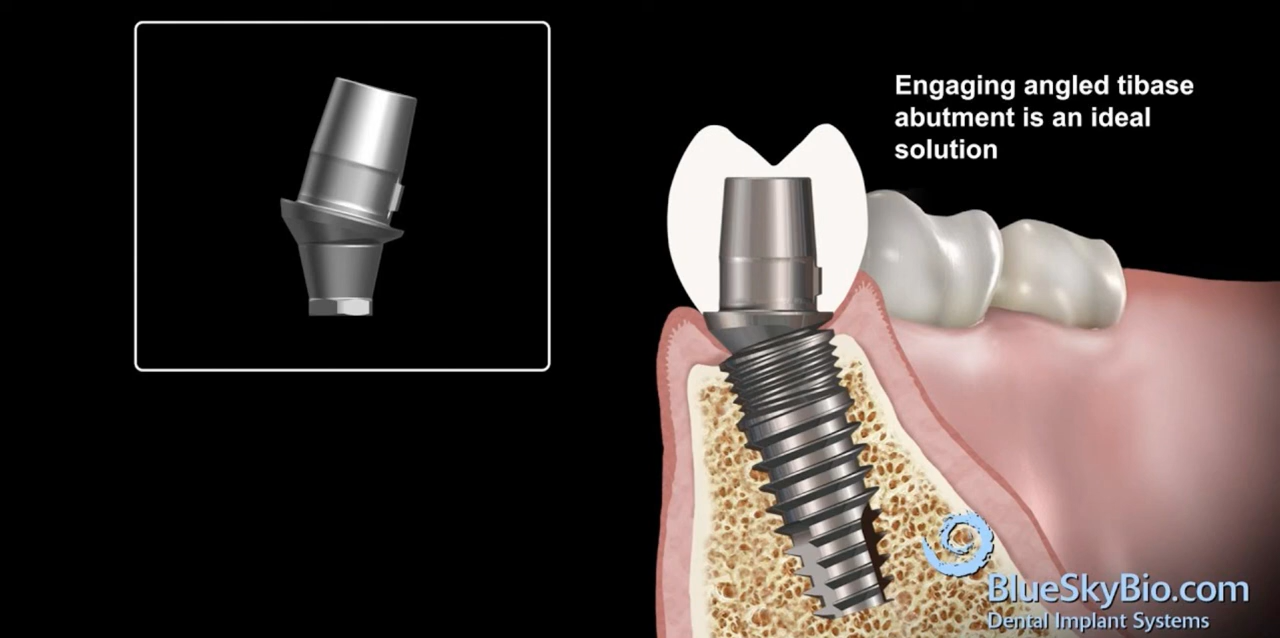 Engaging angled tibase
abutment is an ideal
solution
BlueSkyBio.com
Dental Implant Systems